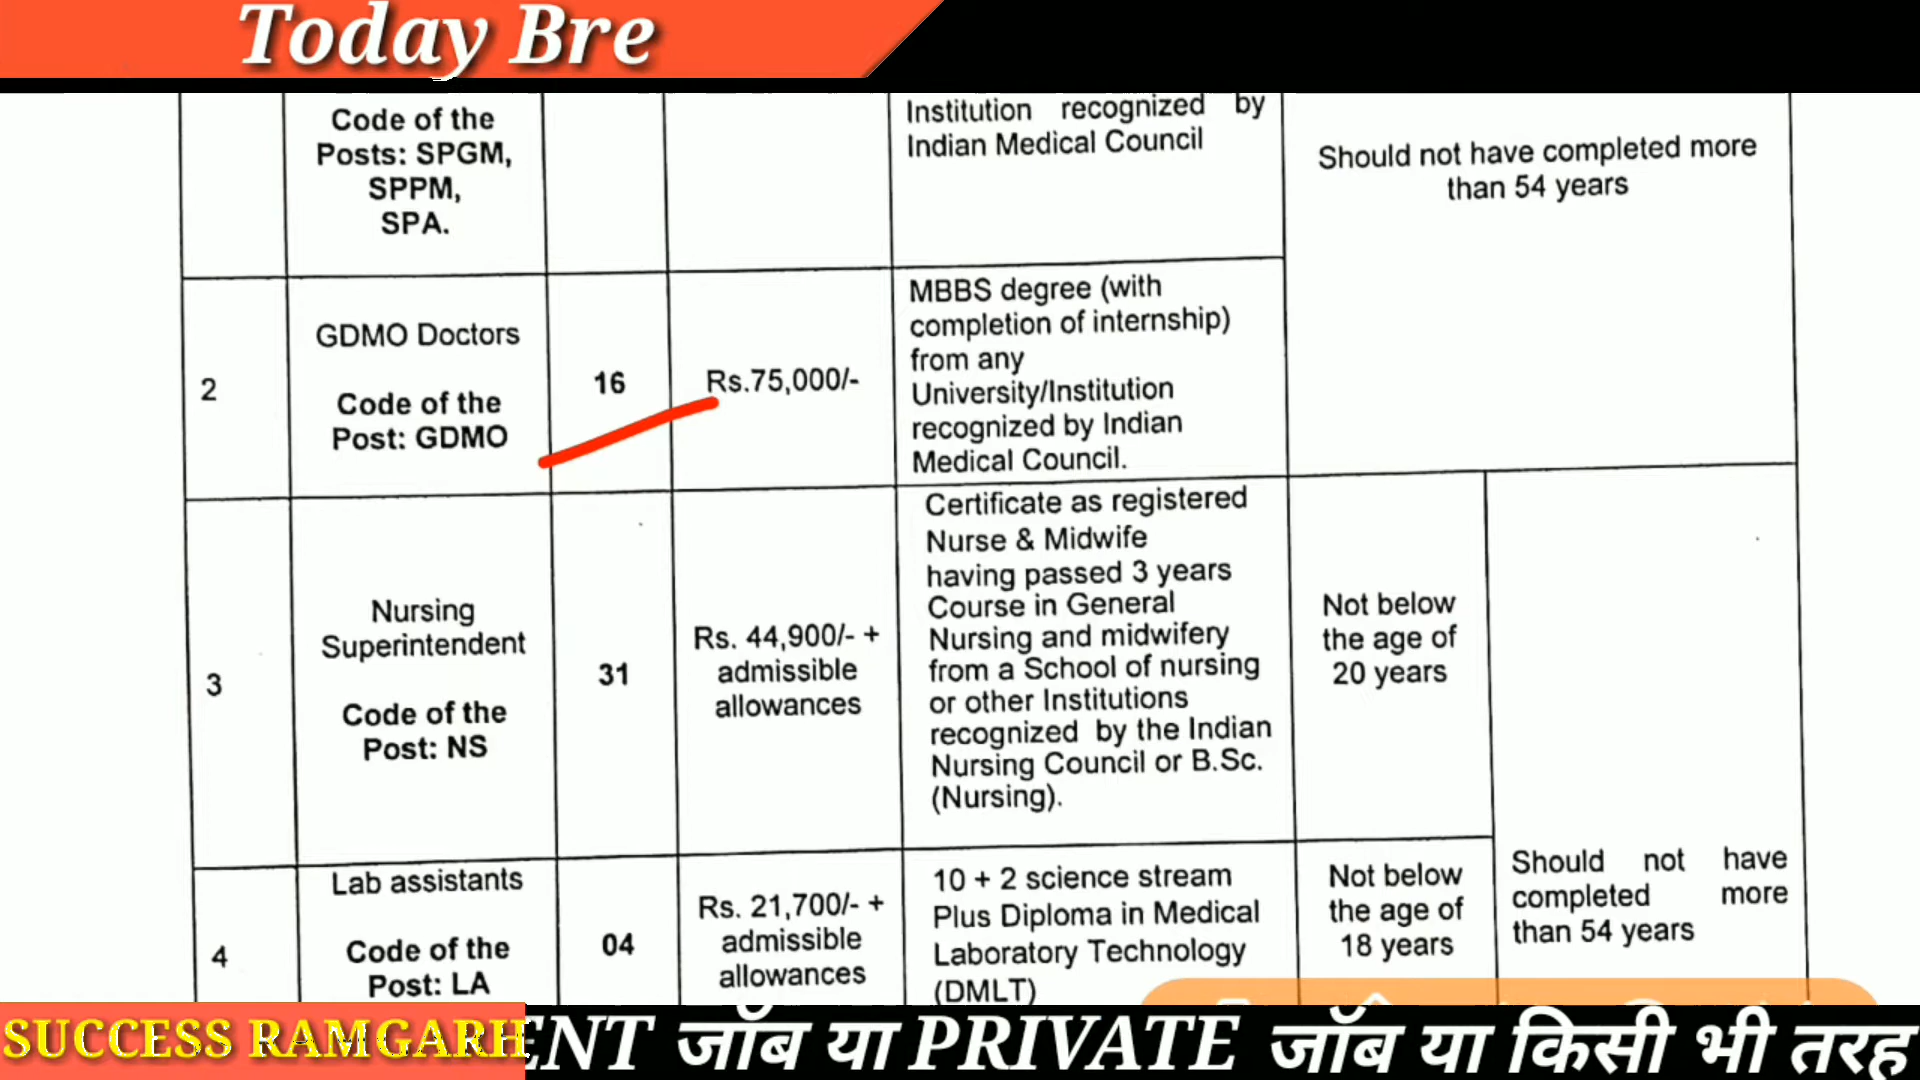 Today Bre
Code of the
Posts: SPGM,
SPPM,
SPA.
Institution recognized by
Indian Medical Council
Should not have completed more
than 54 years
2
GDMO Doctors
Code of the
Post: GDMO
16
Rs.75,000/-
MBBS degree (with
completion of internship)
from any
University/Institution
recognized by Indian
Medical Council.
3
Nursing
Superintendent
Code of the
Post: NS
31
Rs. 44,900/- +
admissible
allowances
Certificate as registered
Nurse & Midwife
having passed 3 years
Course in General
Nursing and midwifery
from a School of nursing
or other Institutions
recognized by the Indian
Nursing Council or B.Sc.
(Nursing).
Not below
the age of
20 years
4
Lab assistants
Code of the
Post: LA
04
Rs. 21,700/- +
admissible
allowances
10 + 2 science stream
Plus Diploma in Medical
Laboratory Technology
(DMLT)
Not below
the age of
18 years
Should not have
completed more
than 54 years
SUCCESS RAMGARH
ENT जॉब या PRIVATE जॉब या किसी भी तरह